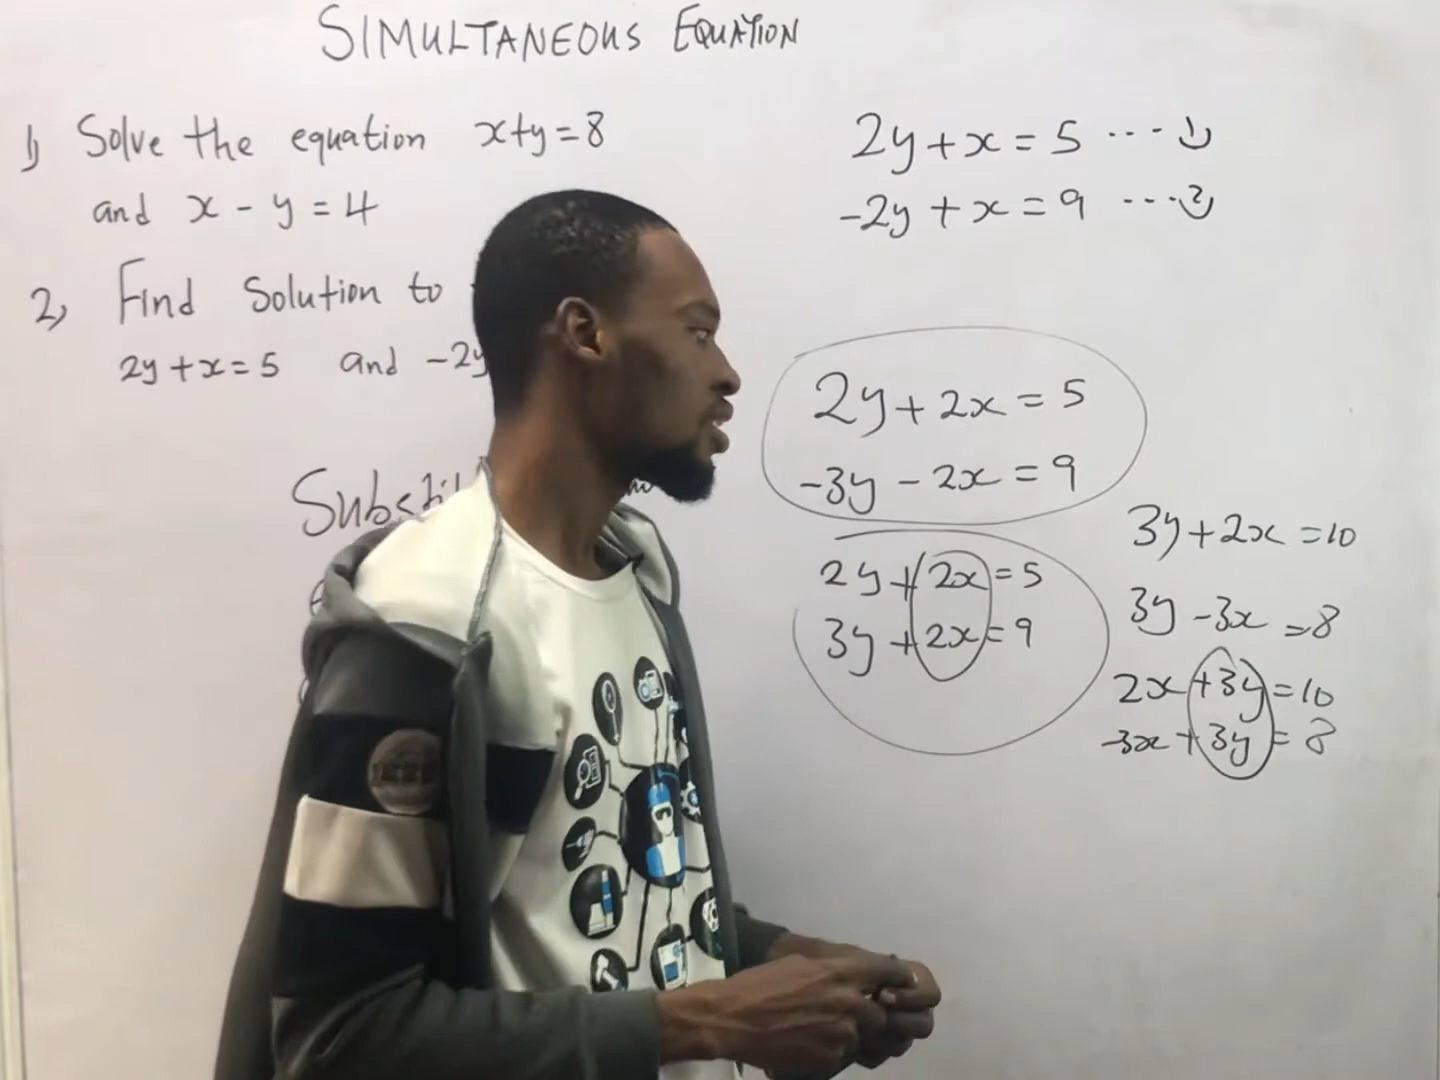 SIMULTANEOUS EQUATION
1) Solve the equation x+y=8
and x - y = 4
2) Find Solution to
2y+x=5 and -2y
2y+x=5 ---- 1)
-2y+x=9 ---- 2)
2y+2x=5
-3y-2x=9
2y+2x=5
3y+2x=9
3y+2x=10
3y-3x=8
2x+3y=10
-3x+3y=8